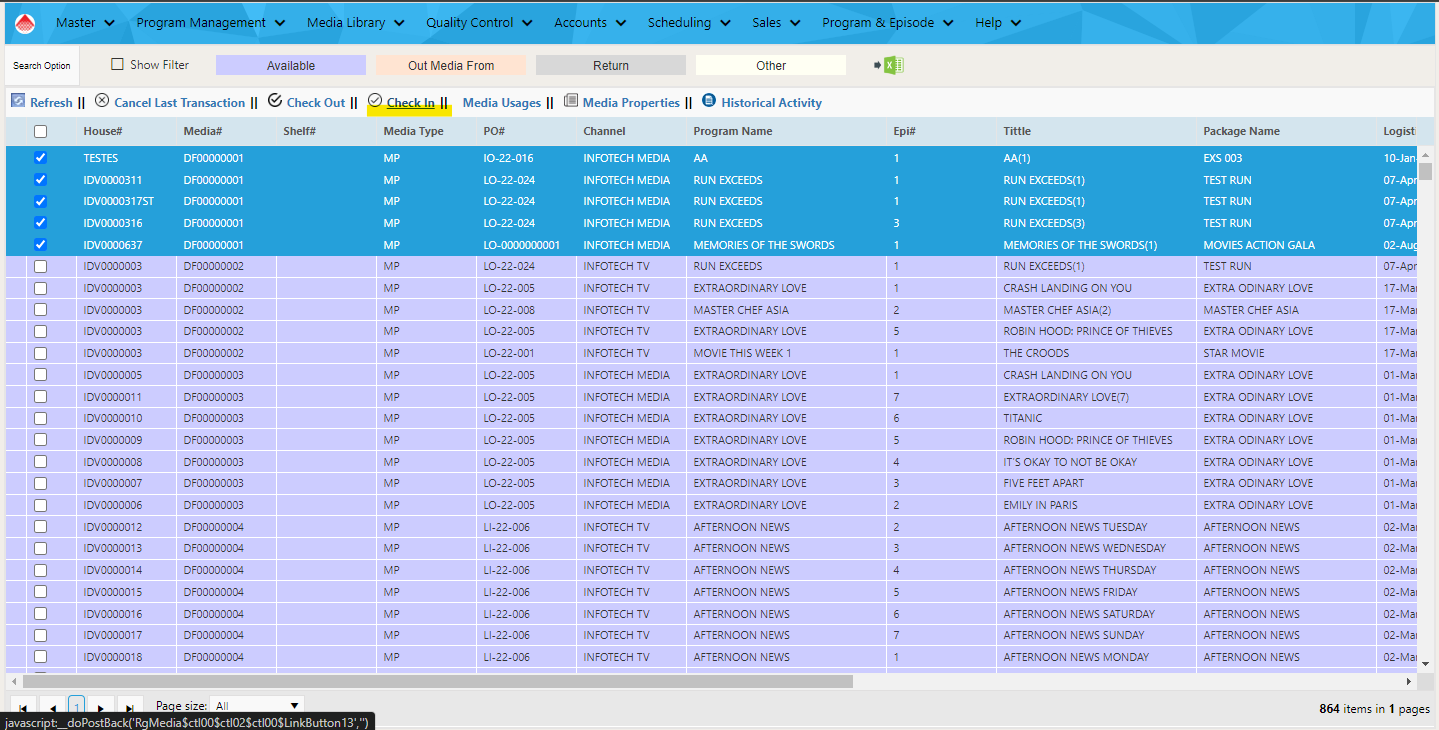 Master Program Management Media Library Quality Control Accounts Scheduling Sales Program & Episode Help
Search Option Show Filter Available Out Media From Return Other
Refresh || Cancel Last Transaction || Check Out || Check In || Media Usages || Media Properties || Historical Activity
House# Media# Shelf# Media Type PO# Channel Program Name Epi# Tittle Package Name Logisti
TESTES DF00000001 MP IO-22-016 INFOTECH MEDIA AA 1 AA(1) EXS 003 10-Jan-
IDV0000311 DF00000001 MP LO-22-024 INFOTECH MEDIA RUN EXCEEDS 1 RUN EXCEEDS(1) TEST RUN 07-Apr
IDV0000317ST DF00000001 MP LO-22-024 INFOTECH MEDIA RUN EXCEEDS 1 RUN EXCEEDS(1) TEST RUN 07-Apr
IDV0000316 DF00000001 MP LO-22-024 INFOTECH MEDIA RUN EXCEEDS 3 RUN EXCEEDS(3) TEST RUN 07-Apr
IDV0000637 DF00000001 MP LO-0000000001 INFOTECH MEDIA MEMORIES OF THE SWORDS 1 MEMORIES OF THE SWORDS(1) MOVIES ACTION GALA 02-Aug
IDV0000003 DF00000002 MP LO-22-024 INFOTECH TV RUN EXCEEDS 1 RUN EXCEEDS(1) TEST RUN 07-Apr
IDV0000003 DF00000002 MP LO-22-005 INFOTECH TV EXTRAORDINARY LOVE 1 CRASH LANDING ON YOU EXTRA ODINARY LOVE 17-Mar
IDV0000003 DF00000002 MP LO-22-008 INFOTECH TV MASTER CHEF ASIA 2 MASTER CHEF ASIA(2) MASTER CHEF ASIA 17-Mar
IDV0000003 DF00000002 MP LO-22-005 INFOTECH TV EXTRAORDINARY LOVE 5 ROBIN HOOD: PRINCE OF THIEVES EXTRA ODINARY LOVE 17-Mar
IDV0000003 DF00000002 MP LO-22-001 INFOTECH TV MOVIE THIS WEEK 1 1 THE CROODS STAR MOVIE 17-Mar
IDV0000005 DF00000003 MP LO-22-005 INFOTECH MEDIA EXTRAORDINARY LOVE 1 CRASH LANDING ON YOU EXTRA ODINARY LOVE 01-Mar
IDV0000011 DF00000003 MP LO-22-005 INFOTECH MEDIA EXTRAORDINARY LOVE 7 EXTRAORDINARY LOVE(7) EXTRA ODINARY LOVE 01-Mar
IDV0000010 DF00000003 MP LO-22-005 INFOTECH MEDIA EXTRAORDINARY LOVE 6 TITANIC EXTRA ODINARY LOVE 01-Mar
IDV0000009 DF00000003 MP LO-22-005 INFOTECH MEDIA EXTRAORDINARY LOVE 5 ROBIN HOOD: PRINCE OF THIEVES EXTRA ODINARY LOVE 01-Mar
IDV0000008 DF00000003 MP LO-22-005 INFOTECH MEDIA EXTRAORDINARY LOVE 4 IT'S OKAY TO NOT BE OKAY EXTRA ODINARY LOVE 01-Mar
IDV0000007 DF00000003 MP LO-22-005 INFOTECH MEDIA EXTRAORDINARY LOVE 3 FIVE FEET APART EXTRA ODINARY LOVE 01-Mar
IDV0000006 DF00000003 MP LO-22-005 INFOTECH MEDIA EXTRAORDINARY LOVE 2 EMILY IN PARIS EXTRA ODINARY LOVE 01-Mar
IDV0000012 DF00000004 MP LI-22-006 INFOTECH TV AFTERNOON NEWS 2 AFTERNOON NEWS TUESDAY AFTERNOON NEWS 02-Mar
IDV0000013 DF00000004 MP LI-22-006 INFOTECH TV AFTERNOON NEWS 3 AFTERNOON NEWS WEDNESDAY AFTERNOON NEWS 02-Mar
IDV0000014 DF00000004 MP LI-22-006 INFOTECH TV AFTERNOON NEWS 4 AFTERNOON NEWS THURSDAY AFTERNOON NEWS 02-Mar
IDV0000015 DF00000004 MP LI-22-006 INFOTECH TV AFTERNOON NEWS 5 AFTERNOON NEWS FRIDAY AFTERNOON NEWS 02-Mar
IDV0000016 DF00000004 MP LI-22-006 INFOTECH TV AFTERNOON NEWS 6 AFTERNOON NEWS SATURDAY AFTERNOON NEWS 02-Mar
IDV0000017 DF00000004 MP LI-22-006 INFOTECH TV AFTERNOON NEWS 7 AFTERNOON NEWS SUNDAY AFTERNOON NEWS 02-Mar
IDV0000018 DF00000004 MP LI-22-006 INFOTECH TV AFTERNOON NEWS 1 AFTERNOON NEWS MONDAY AFTERNOON NEWS 02-Mar
1 Page size: All 864 items in 1 pages
javascript:__doPostBack('RgMedia$ctl00$ctl02$ctl00$LinkButton13','')